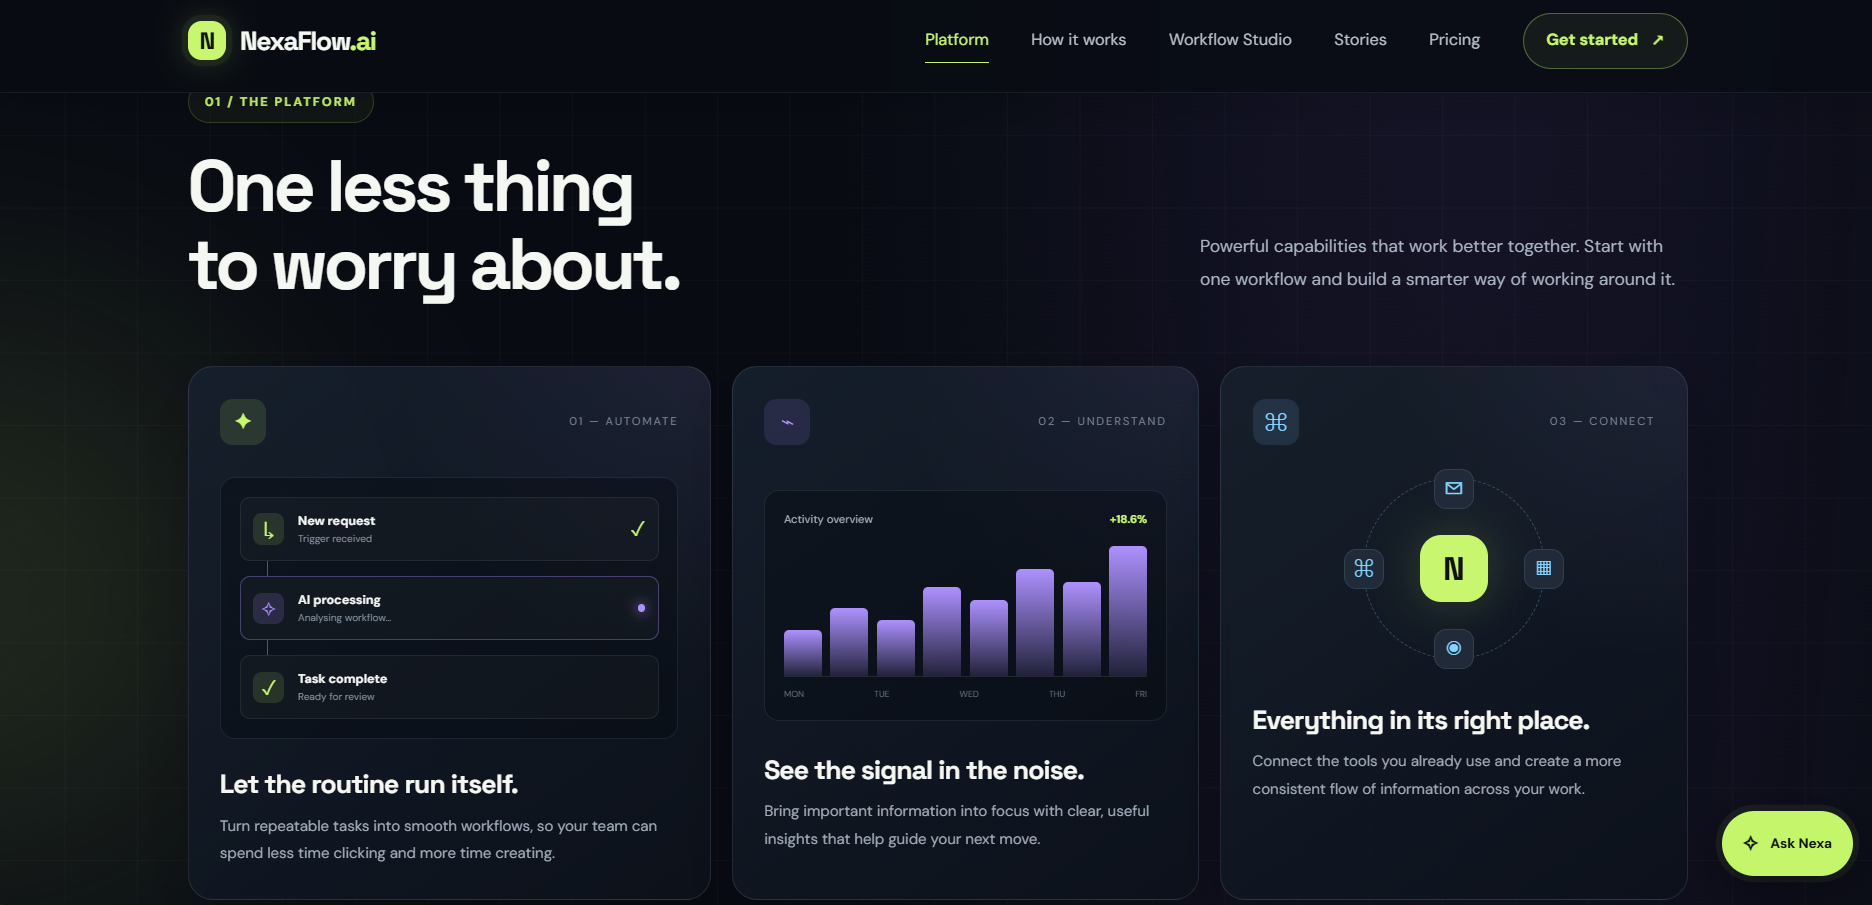 N NexaFlow.ai
Platform How it works Workflow Studio Stories Pricing Get started ↗
01 / THE PLATFORM
One less thing
to worry about.
Powerful capabilities that work better together. Start with
one workflow and build a smarter way of working around it.
01 — AUTOMATE
New request
Trigger received
AI processing
Analysing workflow...
Task complete
Ready for review
Let the routine run itself.
Turn repeatable tasks into smooth workflows, so your team can
spend less time clicking and more time creating.
02 — UNDERSTAND
Activity overview +18.6%
MON TUE WED THU FRI
See the signal in the noise.
Bring important information into focus with clear, useful
insights that help guide your next move.
03 — CONNECT
N
Everything in its right place.
Connect the tools you already use and create a more
consistent flow of information across your work.
Ask Nexa